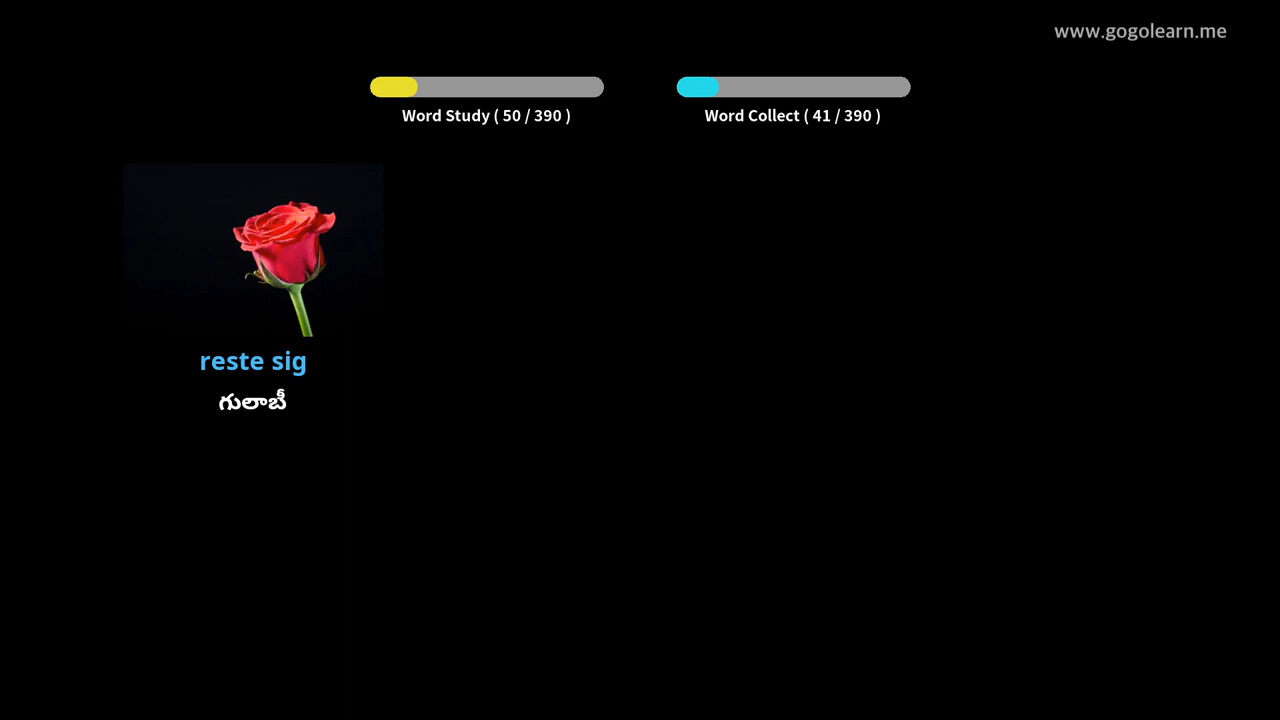 www.gogolearn.me
Word Study ( 50 / 390 )
Word Collect ( 41 / 390 )
reste sig
గులాబీ